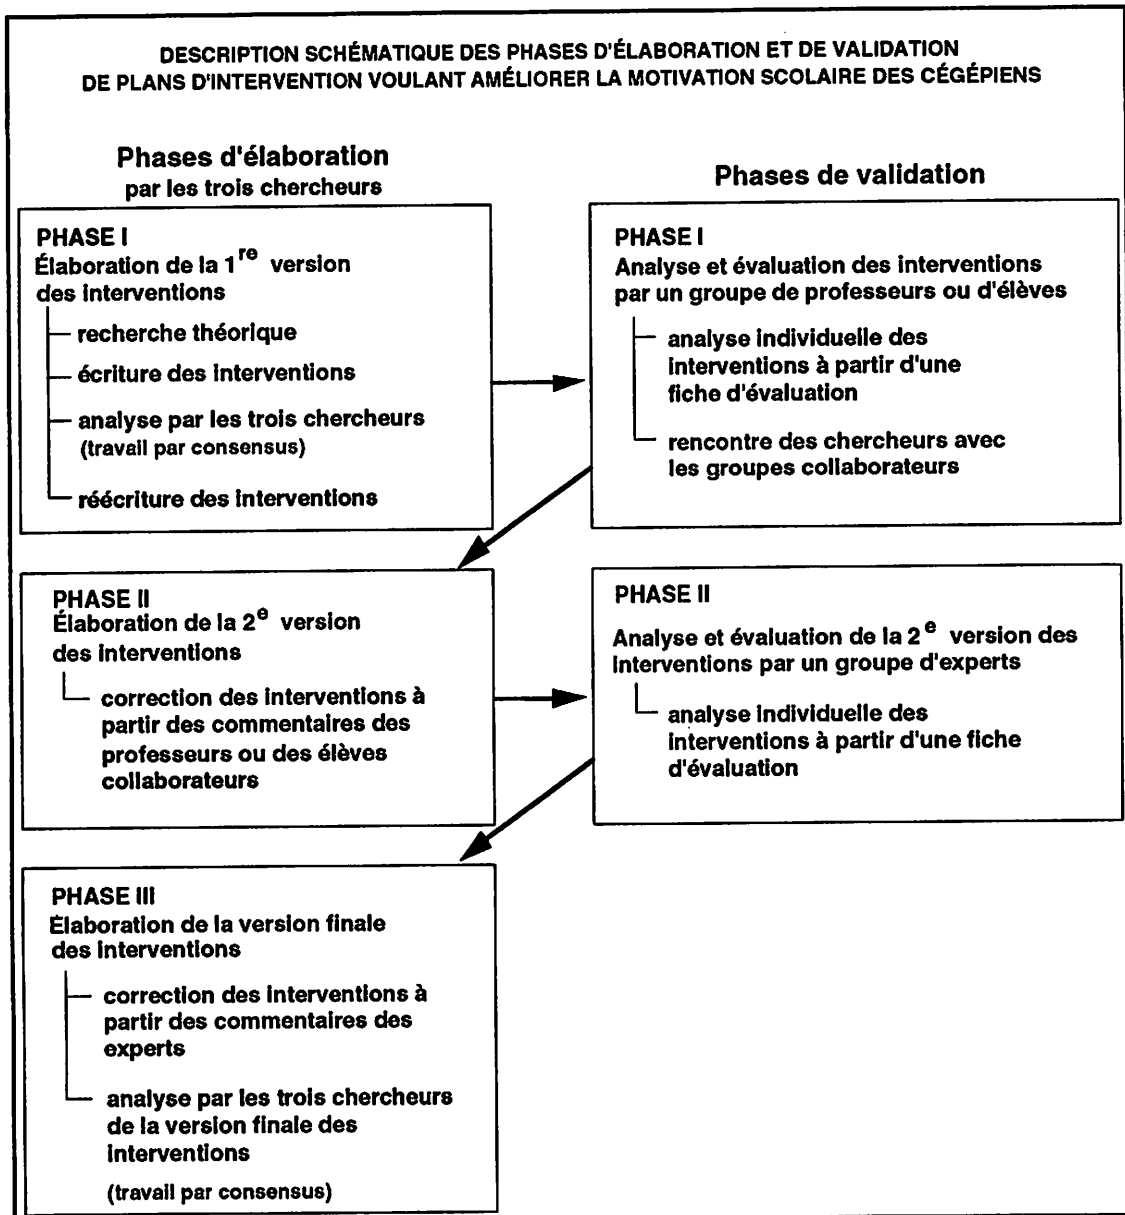 DESCRIPTION SCHÉMATIQUE DES PHASES D'ÉLABORATION ET DE VALIDATION
DE PLANS D'INTERVENTION VOULANT AMÉLIORER LA MOTIVATION SCOLAIRE DES CÉGÉPIENS
Phases d'élaboration
par les trois chercheurs
PHASE I
Élaboration de la 1re version
des interventions
recherche théorique
écriture des interventions
analyse par les trois chercheurs
(travail par consensus)
réécriture des interventions
Phases de validation
PHASE I
Analyse et évaluation des interventions
par un groupe de professeurs ou d'élèves
analyse individuelle des
interventions à partir d'une
fiche d'évaluation
rencontre des chercheurs avec
les groupes collaborateurs
PHASE II
Élaboration de la 2e version
des interventions
correction des interventions à
partir des commentaires des
professeurs ou des élèves
collaborateurs
PHASE II
Analyse et évaluation de la 2e version des
interventions par un groupe d'experts
analyse individuelle des
interventions à partir d'une fiche
d'évaluation
PHASE III
Élaboration de la version finale
des interventions
correction des interventions à
partir des commentaires des
experts
analyse par les trois chercheurs
de la version finale des
interventions
(travail par consensus)